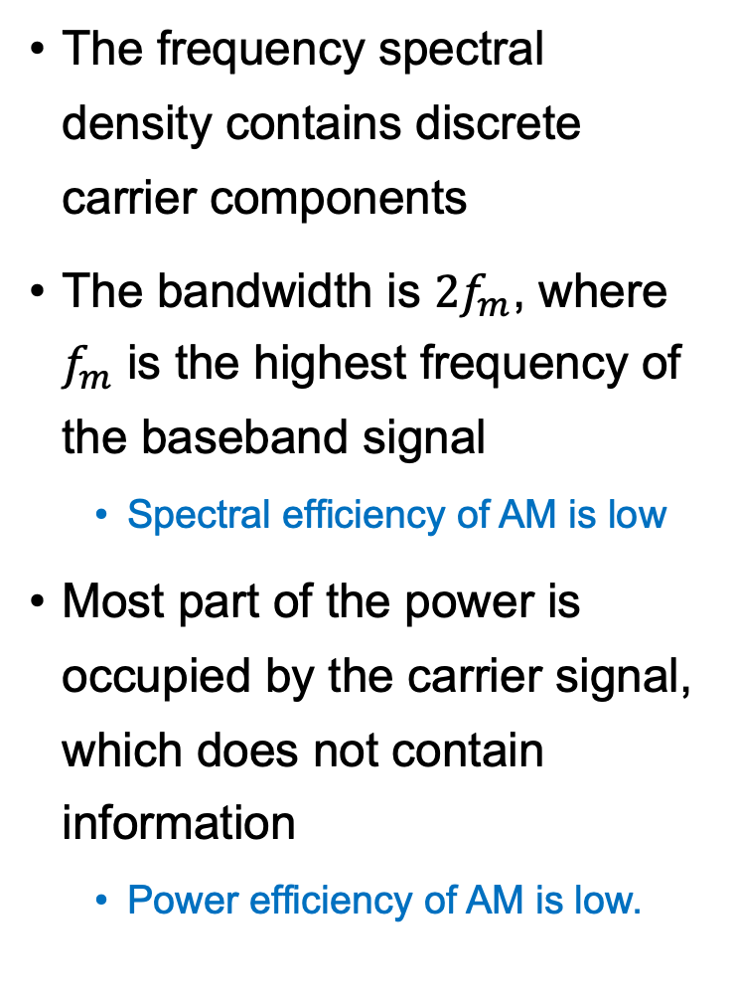 • The frequency spectral
density contains discrete
carrier components
• The bandwidth is 2𝑓𝑚, where
𝑓𝑚 is the highest frequency of
the baseband signal
• Spectral efficiency of AM is low
• Most part of the power is
occupied by the carrier signal,
which does not contain
information
• Power efficiency of AM is low.